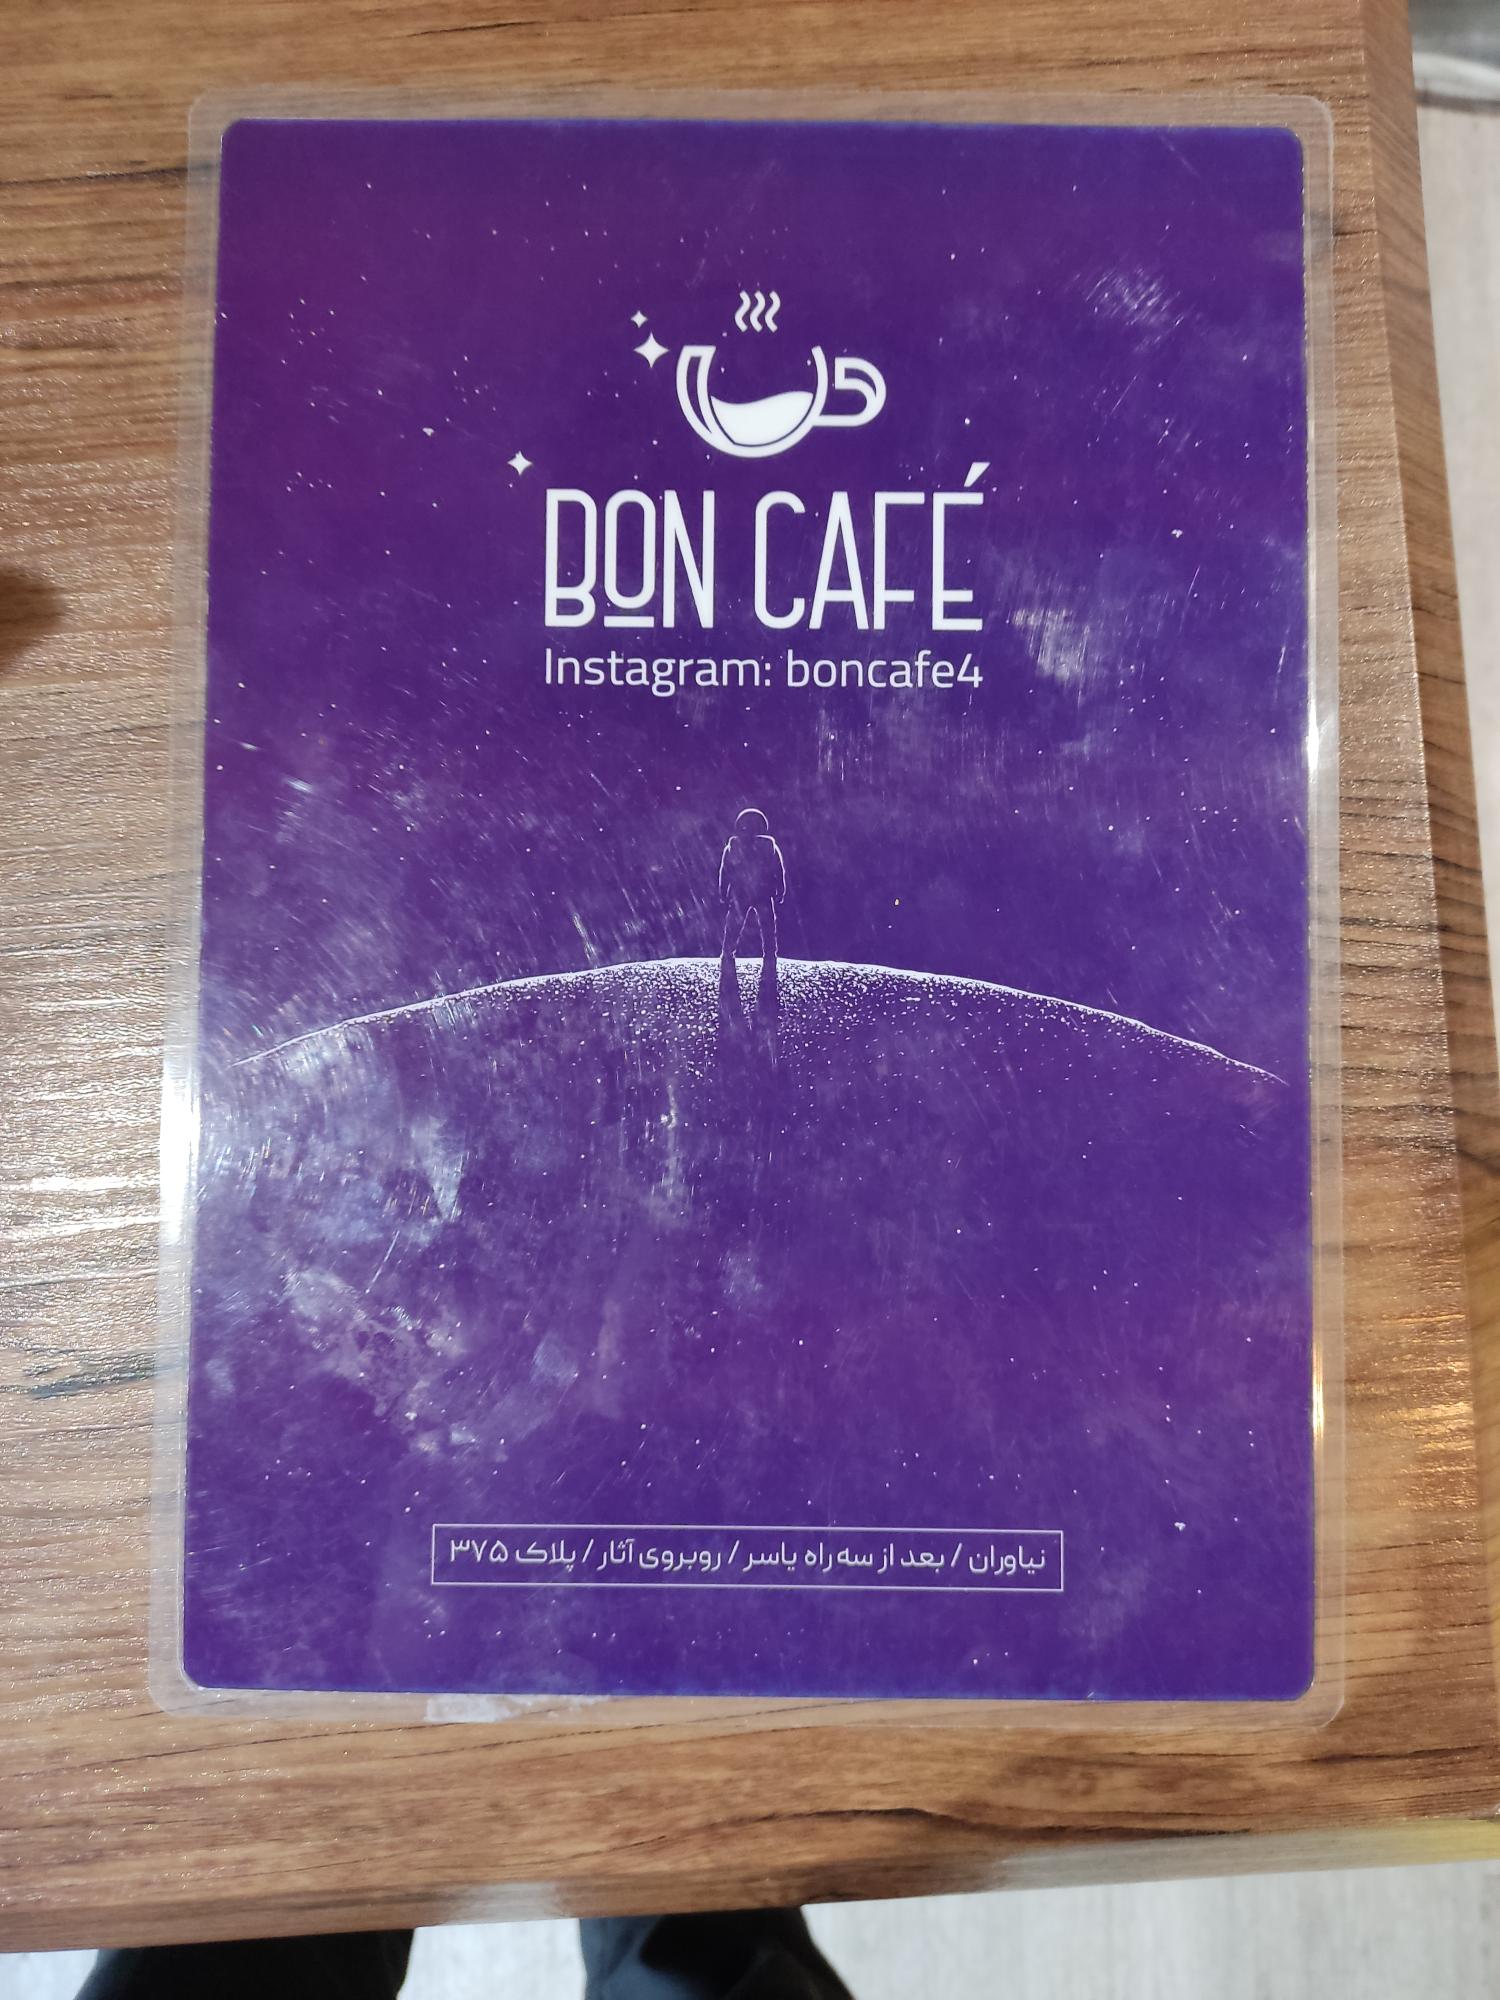 BON CAFÉ
Instagram: boncafe4
نیاوران / بعد از سه‌راه یاسر / روبروی آثار / پلاک ۳۷۵